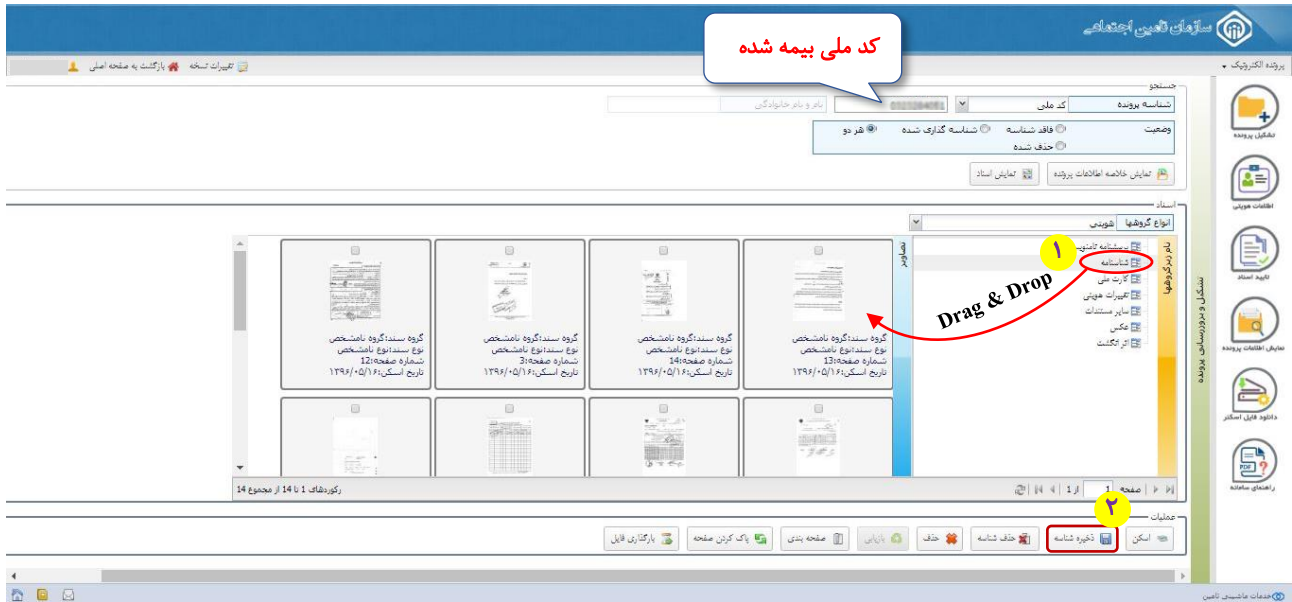 سازمان تامین اجتماعی
پرونده الکترونیک
تغییرات نسخه
بازگشت به صفحه اصلی
کد ملی بیمه شده
جستجو
شناسه پرونده
کد ملی
نام و نام خانوادگی
وضعیت
فاقد شناسه
شناسه گذاری شده
هر دو
حذف شده
نمایش خلاصه اطلاعات پرونده
نمایش اسناد
تشکیل پرونده
اطلاعات هویتی
تایید اسناد
نمایش اطلاعات پرونده
دانلود فایل اسکنر
راهنمای سامانه
تشکیل و بروزرسانی پرونده
اسناد
انواع گروهها
هویتی
نام زیرگروهها
شناسنامه
کارت ملی
تغییرات هویتی
سایر مستندات
عکس
اثر انگشت
۱
Drag & Drop
تصاویر
گروه سند:گروه نامشخص
نوع سند:نوع نامشخص
شماره صفحه:13
تاریخ اسکن:۱۳۹۶/۰۵/۱۶
گروه سند:گروه نامشخص
نوع سند:نوع نامشخص
شماره صفحه:14
تاریخ اسکن:۱۳۹۶/۰۵/۱۶
گروه سند:گروه نامشخص
نوع سند:نوع نامشخص
شماره صفحه:3
تاریخ اسکن:۱۳۹۶/۰۵/۱۶
گروه سند:گروه نامشخص
نوع سند:نوع نامشخص
شماره صفحه:12
تاریخ اسکن:۱۳۹۶/۰۵/۱۶
صفحه 1 از 1
رکوردهای 1 تا 14 از مجموع 14
۲
عملیات
اسکن
ذخیره شناسه
حذف شناسه
حذف
بازیابی
صفحه بندی
پاک کردن صفحه
بارگذاری فایل
خدمات ماشینی تامین